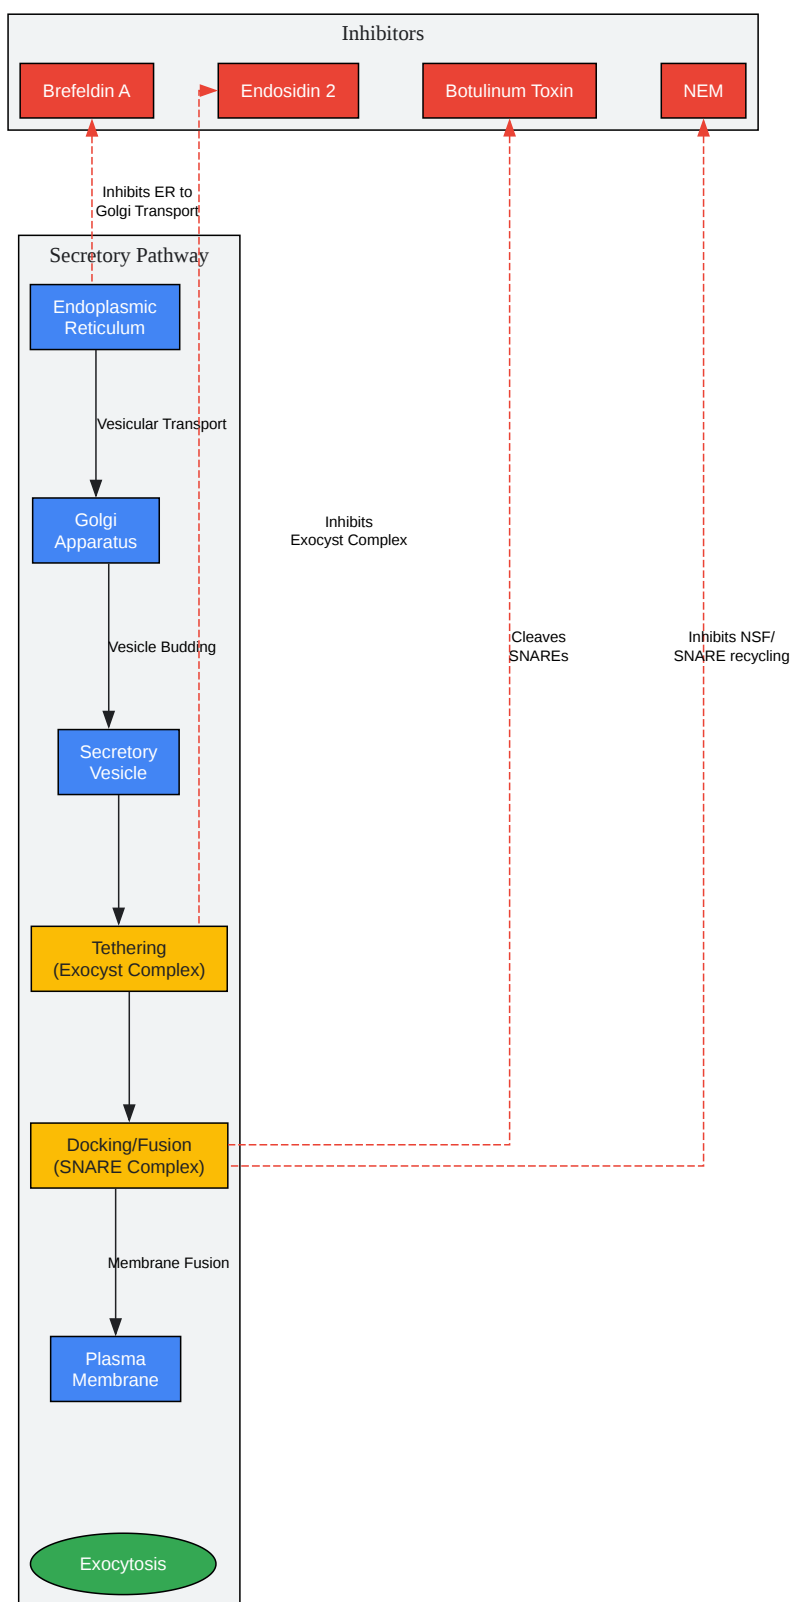 Inhibitors
Brefeldin A
Endosidin 2
Botulinum Toxin
NEM
Inhibits ER to
Golgi Transport
Secretory Pathway
Endoplasmic
Reticulum
Vesicular Transport
Golgi
Apparatus
Inhibits
Exocyst Complex
Vesicle Budding
Cleaves
SNAREs
Inhibits NSF/
SNARE recycling
Secretory
Vesicle
Tethering
(Exocyst Complex)
Docking/Fusion
(SNARE Complex)
Membrane Fusion
Plasma
Membrane
Exocytosis